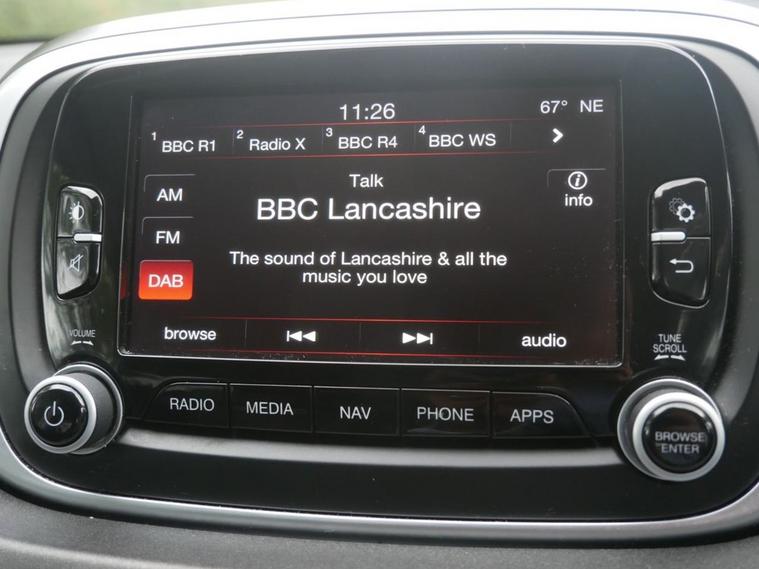 11:26
67° NE
1 BBC R1 2 Radio X 3 BBC R4 4 BBC WS
Talk
AM
BBC Lancashire
info
FM
The sound of Lancashire & all the
music you love
DAB
browse
audio
VOLUME
TUNE
SCROLL
RADIO MEDIA NAV PHONE APPS
BROWSE
ENTER